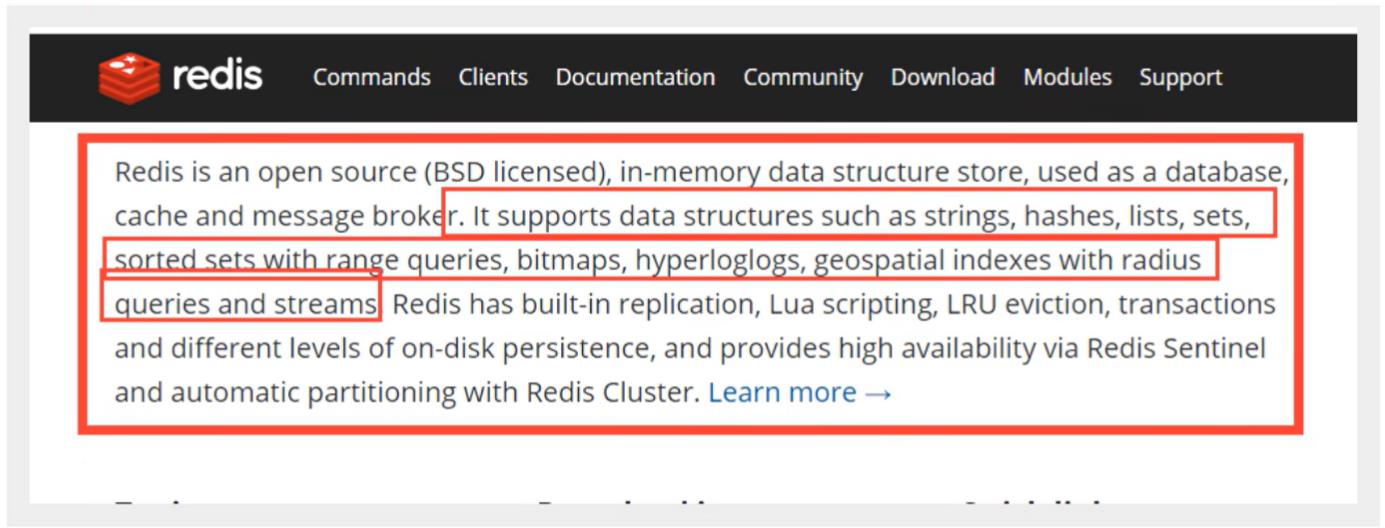 redis Commands Clients Documentation Community Download Modules Support
Redis is an open source (BSD licensed), in-memory data structure store, used as a database,
cache and message broker. It supports data structures such as strings, hashes, lists, sets,
sorted sets with range queries, bitmaps, hyperloglogs, geospatial indexes with radius
queries and streams. Redis has built-in replication, Lua scripting, LRU eviction, transactions
and different levels of on-disk persistence, and provides high availability via Redis Sentinel
and automatic partitioning with Redis Cluster. Learn more →